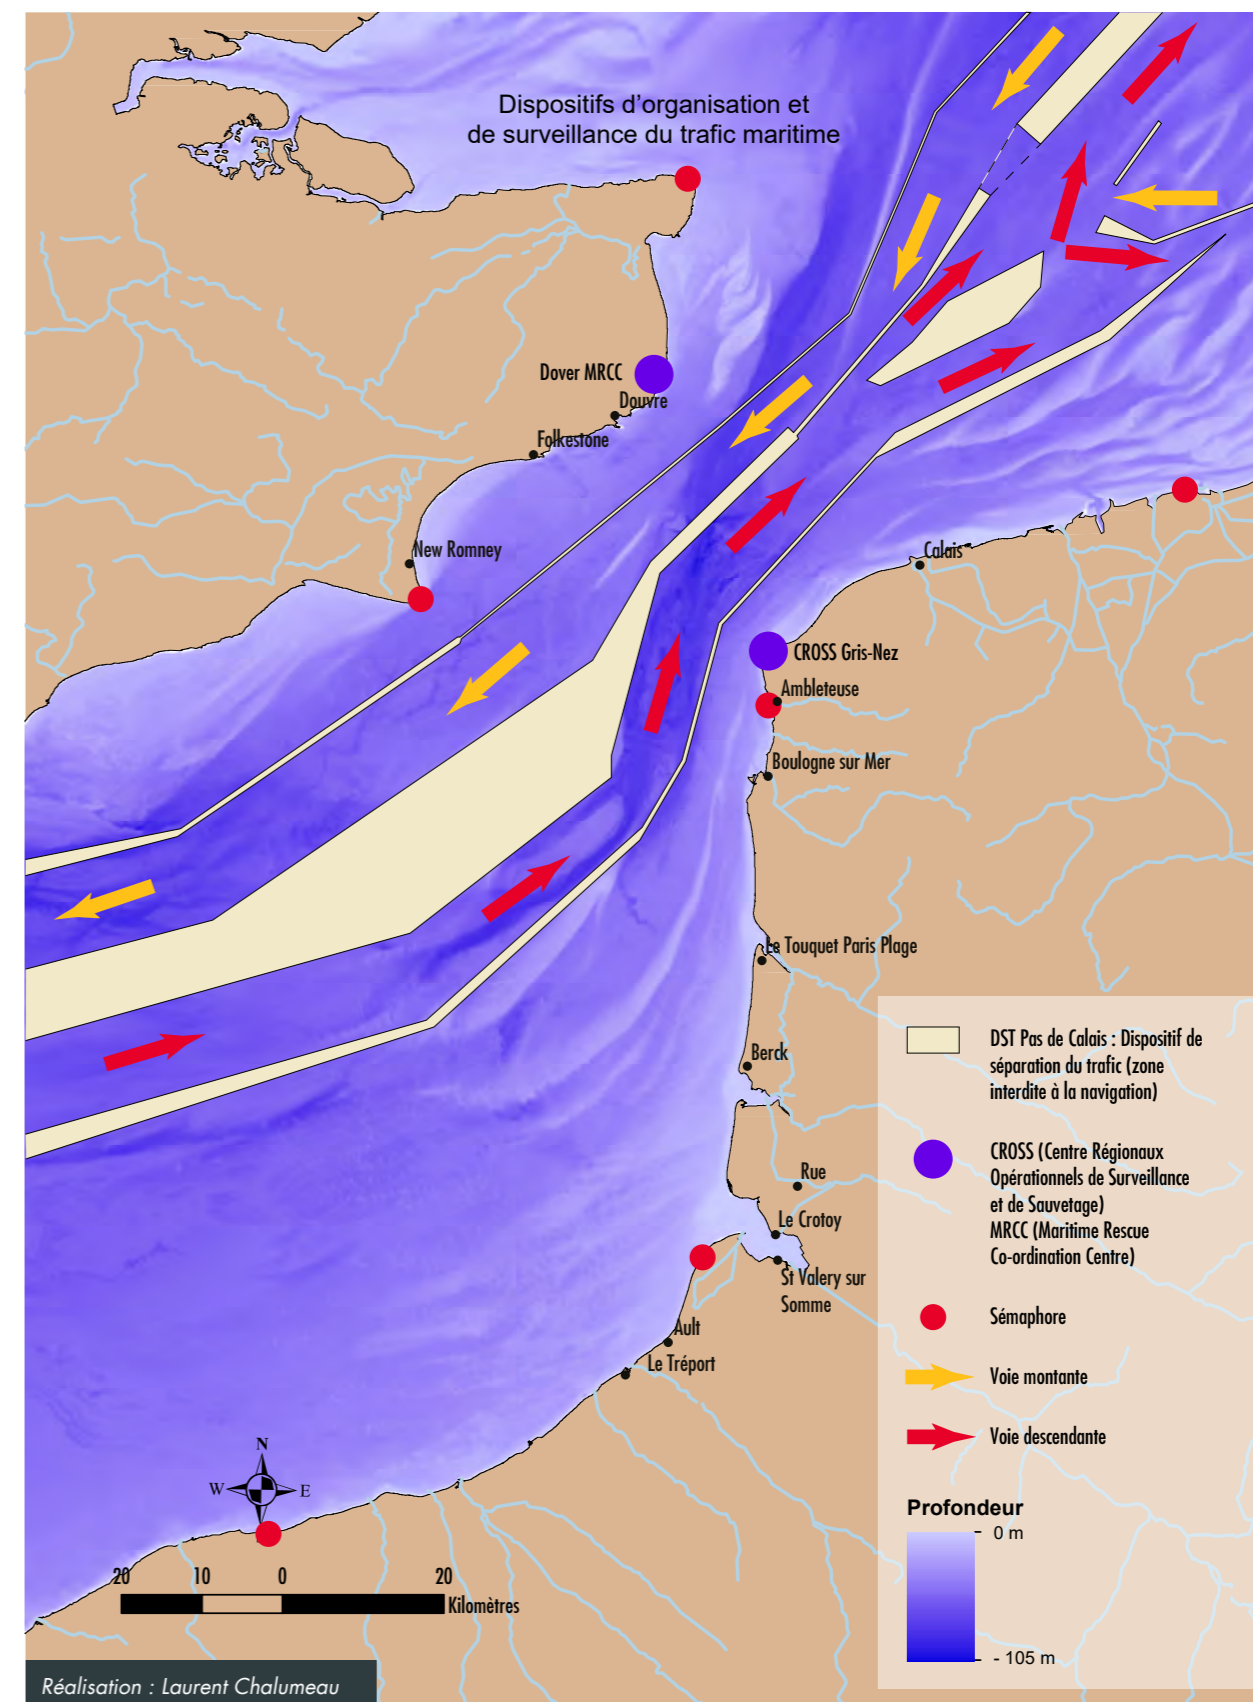 Dispositifs d'organisation et
de surveillance du trafic maritime
Dover MRCC
Douvre
Folkestone
New Romney
Calais
CROSS Gris-Nez
Ambleteuse
Boulogne sur Mer
Le Touquet Paris Plage
Berck
Rue
Le Crotoy
St Valery sur
Somme
Ault
Le Tréport
DST Pas de Calais : Dispositif de
séparation du trafic (zone
interdite à la navigation)
CROSS (Centre Régionaux
Opérationnels de Surveillance
et de Sauvetage)
MRCC (Maritime Rescue
Co-ordination Centre)
Sémaphore
Voie montante
Voie descendante
Profondeur
0 m
- 105 m
N
W E
20 10 0 20
Kilomètres
Réalisation : Laurent Chalumeau